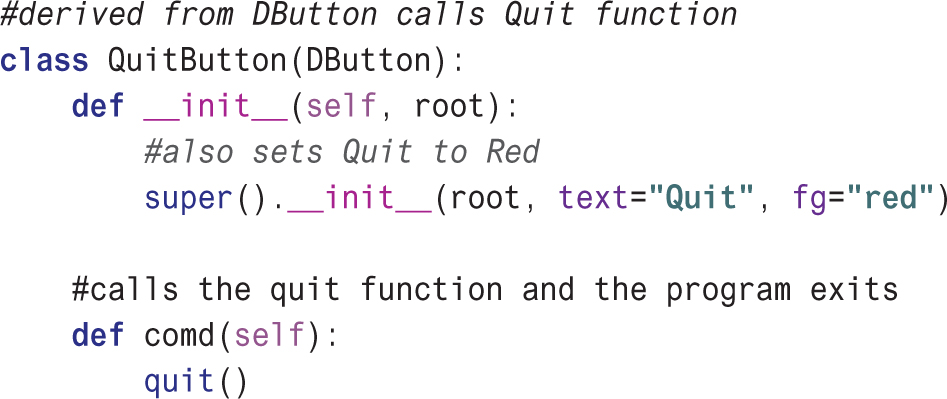 #derived from DButton calls Quit function
class QuitButton(DButton):
    def __init__(self, root):
        #also sets Quit to Red
        super().__init__(root, text="Quit", fg="red")

    #calls the quit function and the program exits
    def comd(self):
        quit()